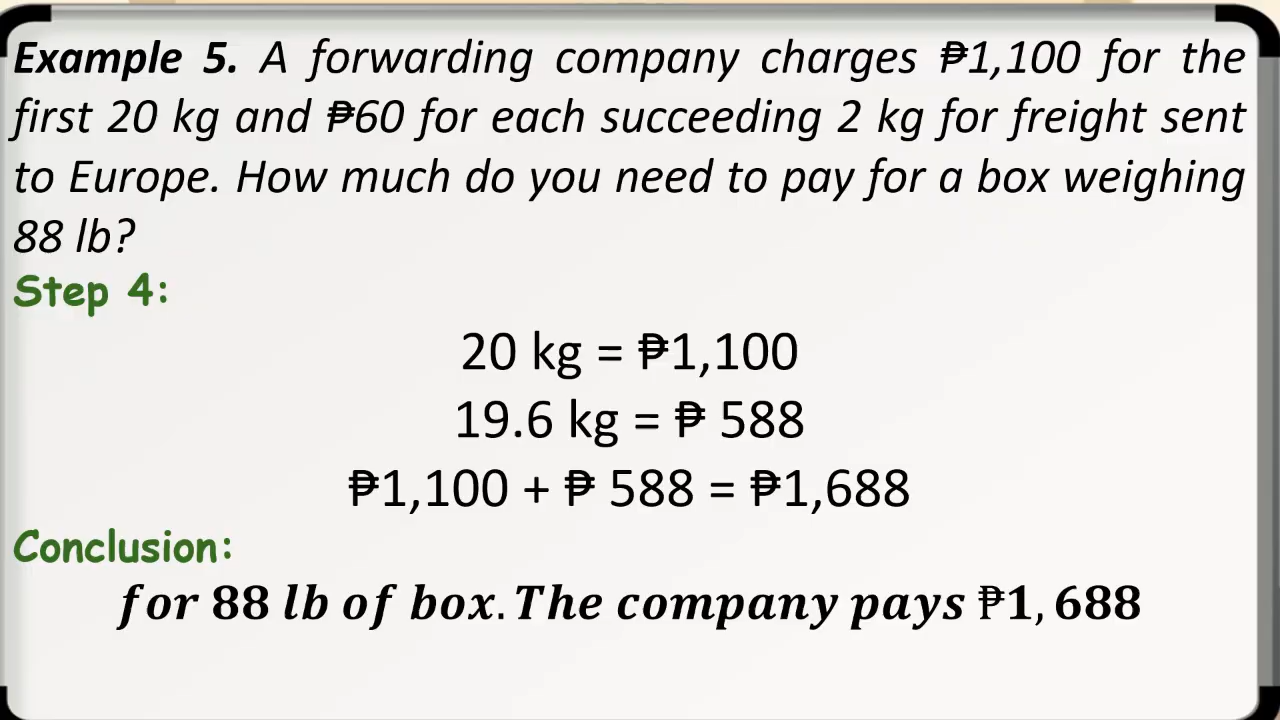 Example 5. A forwarding company charges ₱1,100 for the
first 20 kg and ₱60 for each succeeding 2 kg for freight sent
to Europe. How much do you need to pay for a box weighing
88 lb?
Step 4:
20 kg = ₱1,100
19.6 kg = ₱ 588
₱1,100 + ₱ 588 = ₱1,688
Conclusion:
for 88 lb of box. The company pays ₱1, 688